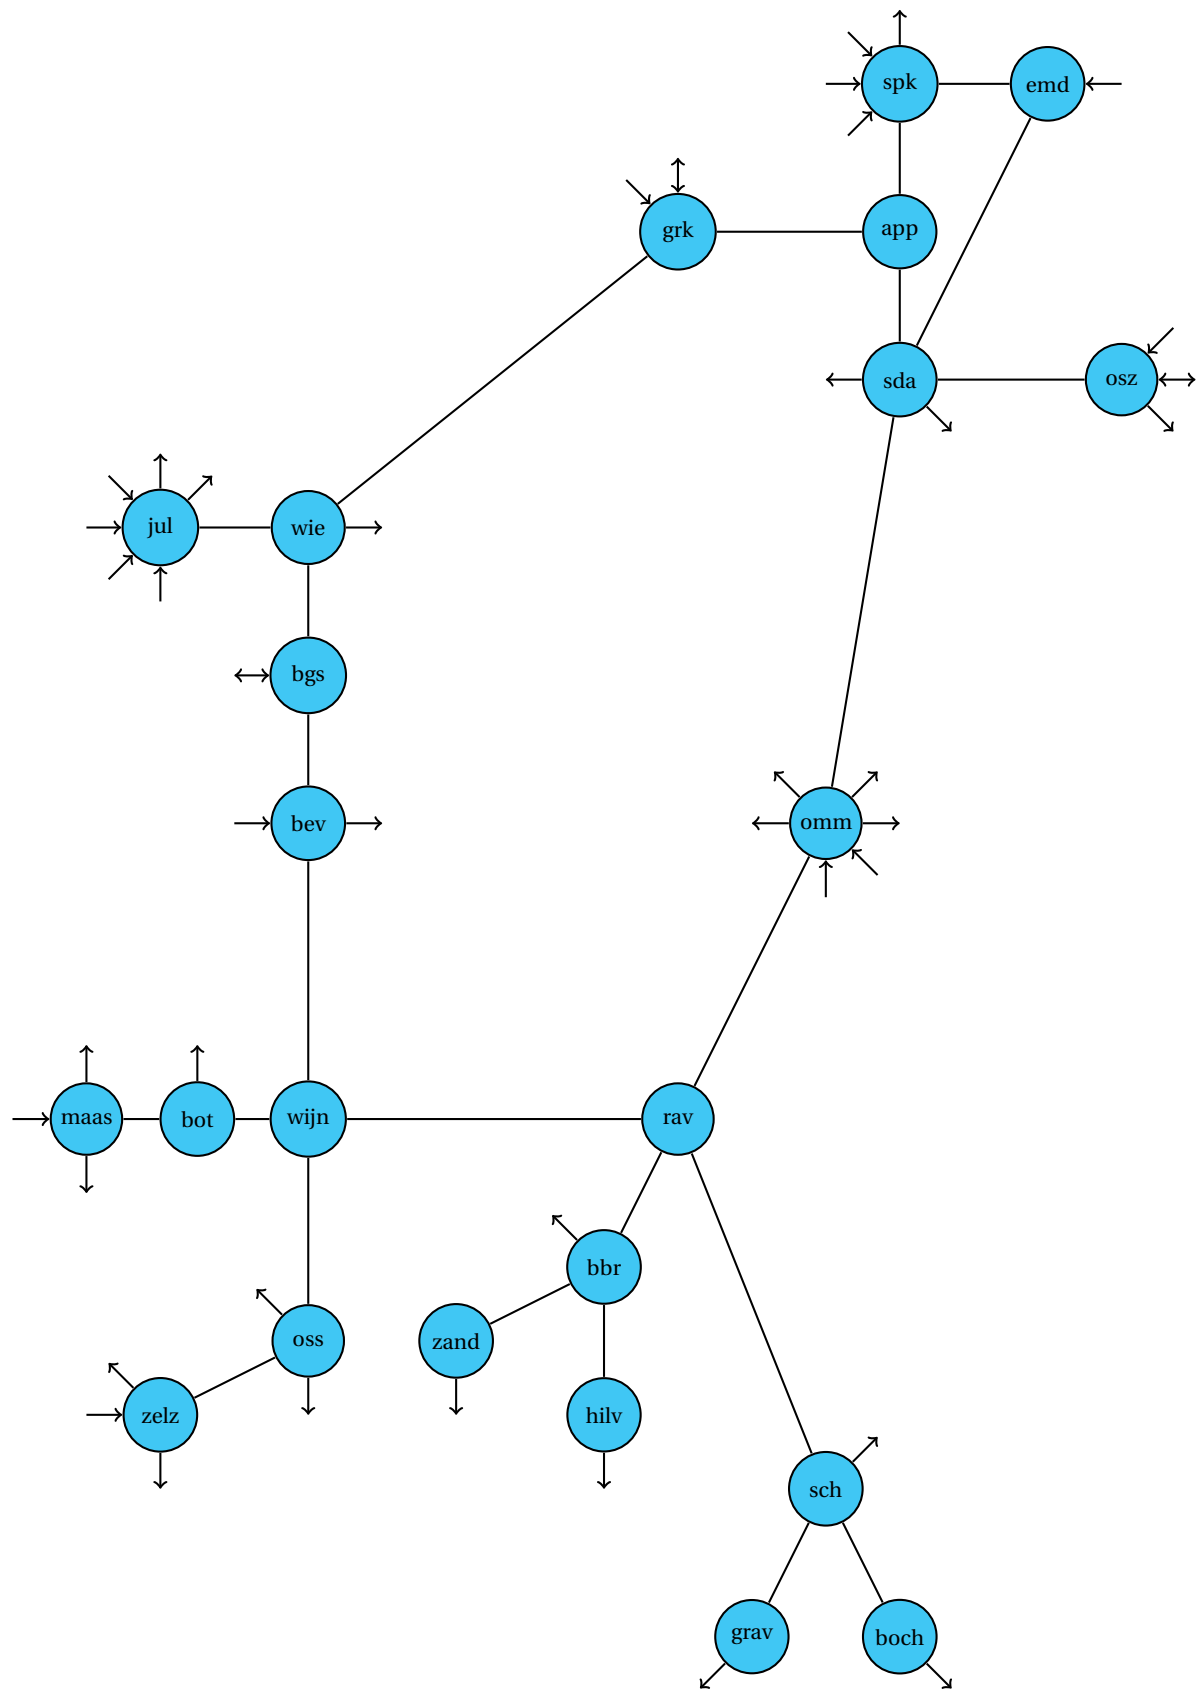 spk
emd
grk
app
sda
osz
jul
wie
bgs
bev
omm
maas
bot
wijn
rav
bbr
oss
zand
zelz
hilv
sch
grav
boch